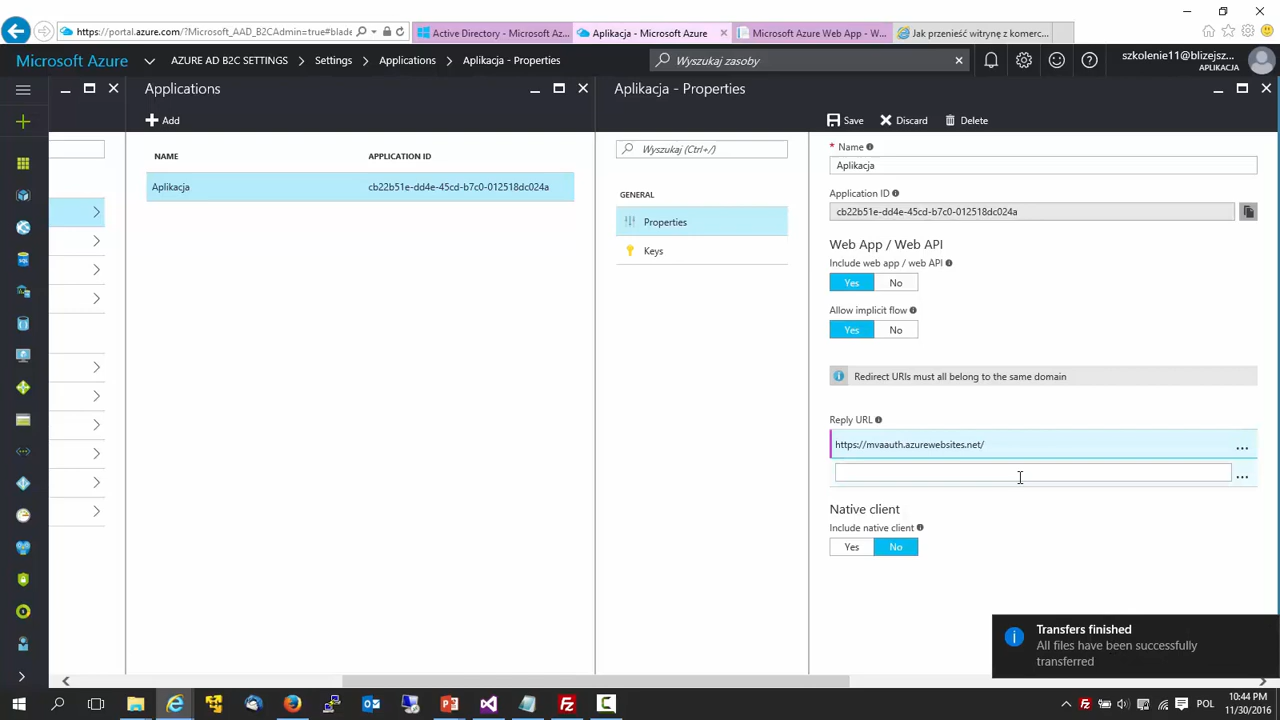 https://portal.azure.com/?Microsoft_AAD_B2CAdmin=true#blade
Active Directory - Microsoft Az...
Aplikacja - Microsoft Azure
Microsoft Azure Web App - W...
Jak przenieść witrynę z komerc...
Microsoft Azure
AZURE AD B2C SETTINGS
Settings
Applications
Aplikacja - Properties
Wyszukaj zasoby
szkolenie11@blizejsz...
APLIKACJA
Applications
Aplikacja - Properties
Add
Save
Discard
Delete
NAME
APPLICATION ID
Aplikacja
cb22b51e-dd4e-45cd-b7c0-012518dc024a
Wyszukaj (Ctrl+/)
GENERAL
Properties
Keys
* Name
Aplikacja
Application ID
cb22b51e-dd4e-45cd-b7c0-012518dc024a
Web App / Web API
Include web app / web API
Yes
No
Allow implicit flow
Yes
No
Redirect URIs must all belong to the same domain
Reply URL
https://mvaauth.azurewebsites.net/
...
...
Native client
Include native client
Yes
No
Transfers finished
All files have been successfully
transferred
POL
10:44 PM
11/30/2016